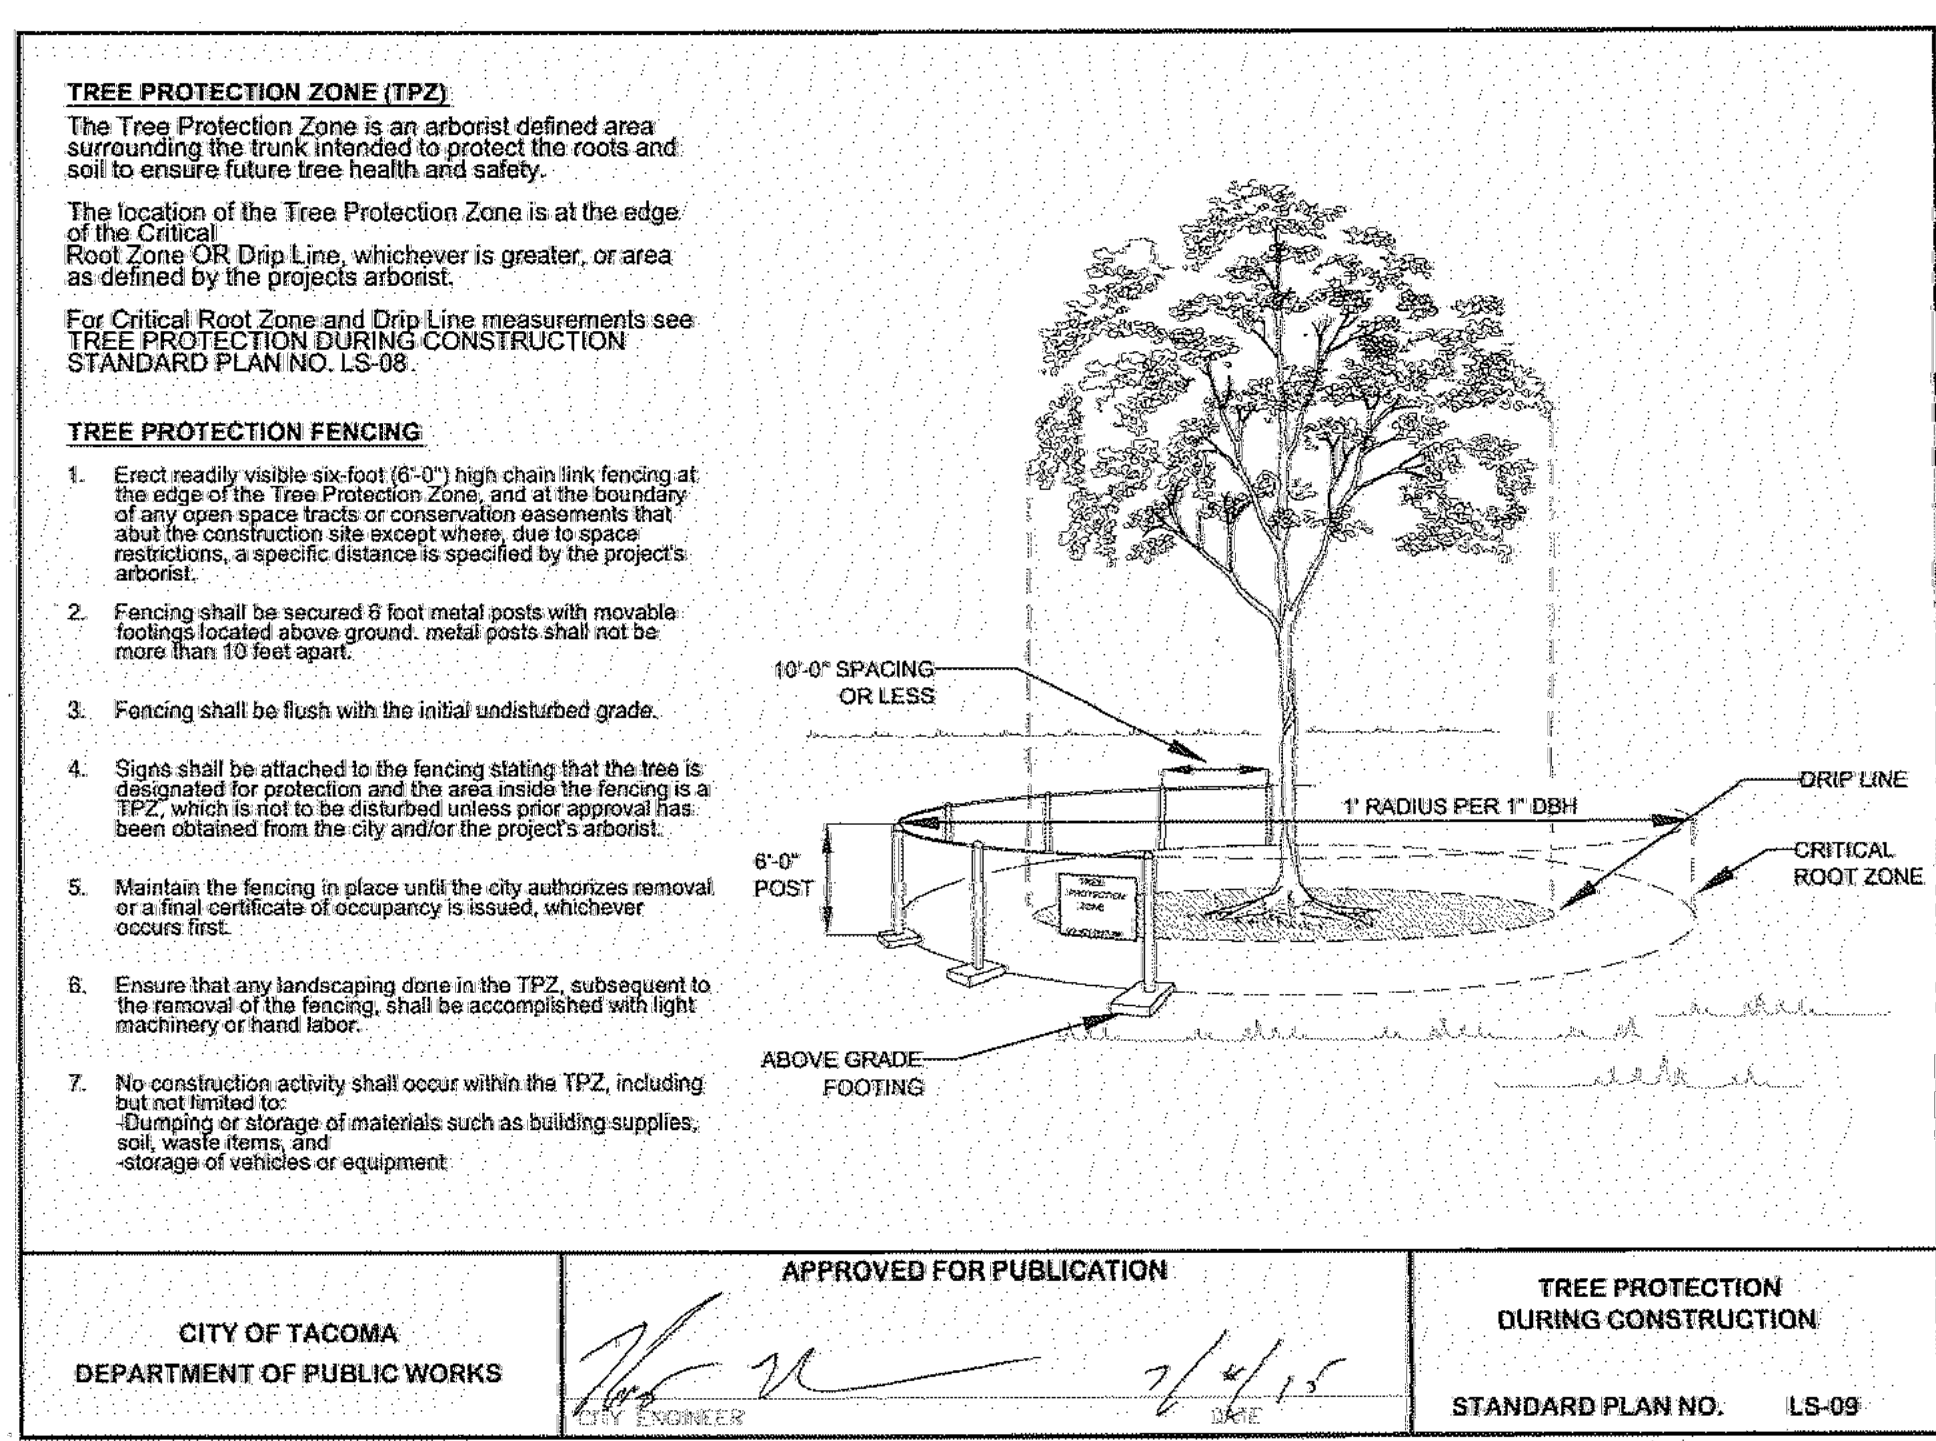 TREE PROTECTION ZONE (TPZ)
The Tree Protection Zone is an arborist defined area
surrounding the trunk intended to protect the roots and
soil to ensure future tree health and safety.
The location of the Tree Protection Zone is at the edge
of the Critical
Root Zone OR Drip Line, whichever is greater, or area
as defined by the projects arborist.
For Critical Root Zone and Drip Line measurements see
TREE PROTECTION DURING CONSTRUCTION
STANDARD PLAN NO. LS-08
TREE PROTECTION FENCING
1. Erect readily visible six-foot (6'-0") high chain link fencing at
the edge of the Tree Protection Zone, and at the boundary
of any open space tracts or conservation easements that
abut the construction site except where, due to space
restrictions, a specific distance is specified by the project's
arborist.
2. Fencing shall be secured 6 foot metal posts with movable
footings located above ground. metal posts shall not be
more than 10 feet apart.
3. Fencing shall be flush with the initial undisturbed grade.
4. Signs shall be attached to the fencing stating that the tree is
designated for protection and the area inside the fencing is a
TPZ, which is not to be disturbed unless prior approval has
been obtained from the city and/or the project's arborist.
5. Maintain the fencing in place until the city authorizes removal
or a final certificate of occupancy is issued, whichever
occurs first.
6. Ensure that any landscaping done in the TPZ, subsequent to
the removal of the fencing, shall be accomplished with light
machinery or hand labor.
7. No construction activity shall occur within the TPZ, including
but not limited to:
-Dumping or storage of materials such as building supplies,
soil, waste items, and
-storage of vehicles or equipment
10'-0" SPACING
OR LESS
1' RADIUS PER 1" DBH
DRIP LINE
6'-0"
POST
CRITICAL
ROOT ZONE
TREE
PROTECTION
ZONE
ABOVE GRADE
FOOTING
CITY OF TACOMA
DEPARTMENT OF PUBLIC WORKS
APPROVED FOR PUBLICATION
CITY ENGINEER
DATE
TREE PROTECTION
DURING CONSTRUCTION
STANDARD PLAN NO. LS-09